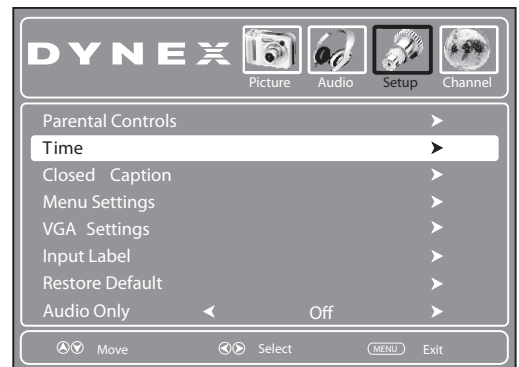 DYNEX
Picture Audio Setup Channel
Parental Controls
Time
Closed Caption
Menu Settings
VGA Settings
Input Label
Restore Default
Audio Only Off
Move Select MENU Exit